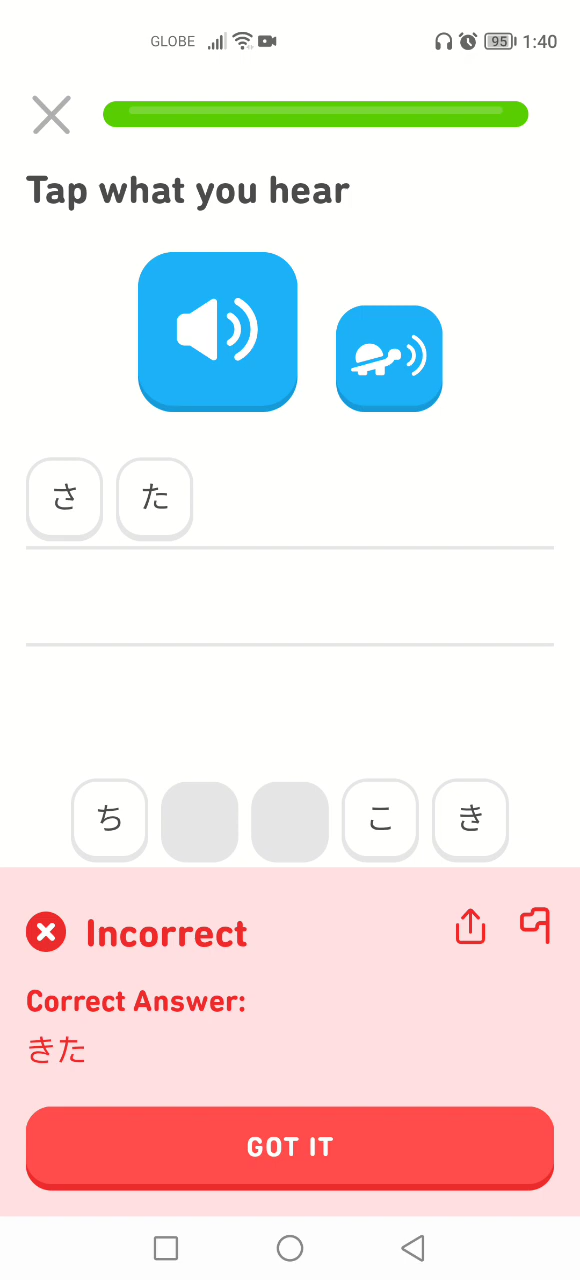 GLOBE 95 1:40
Tap what you hear
さ た
ち こ き
Incorrect
Correct Answer:
きた
GOT IT